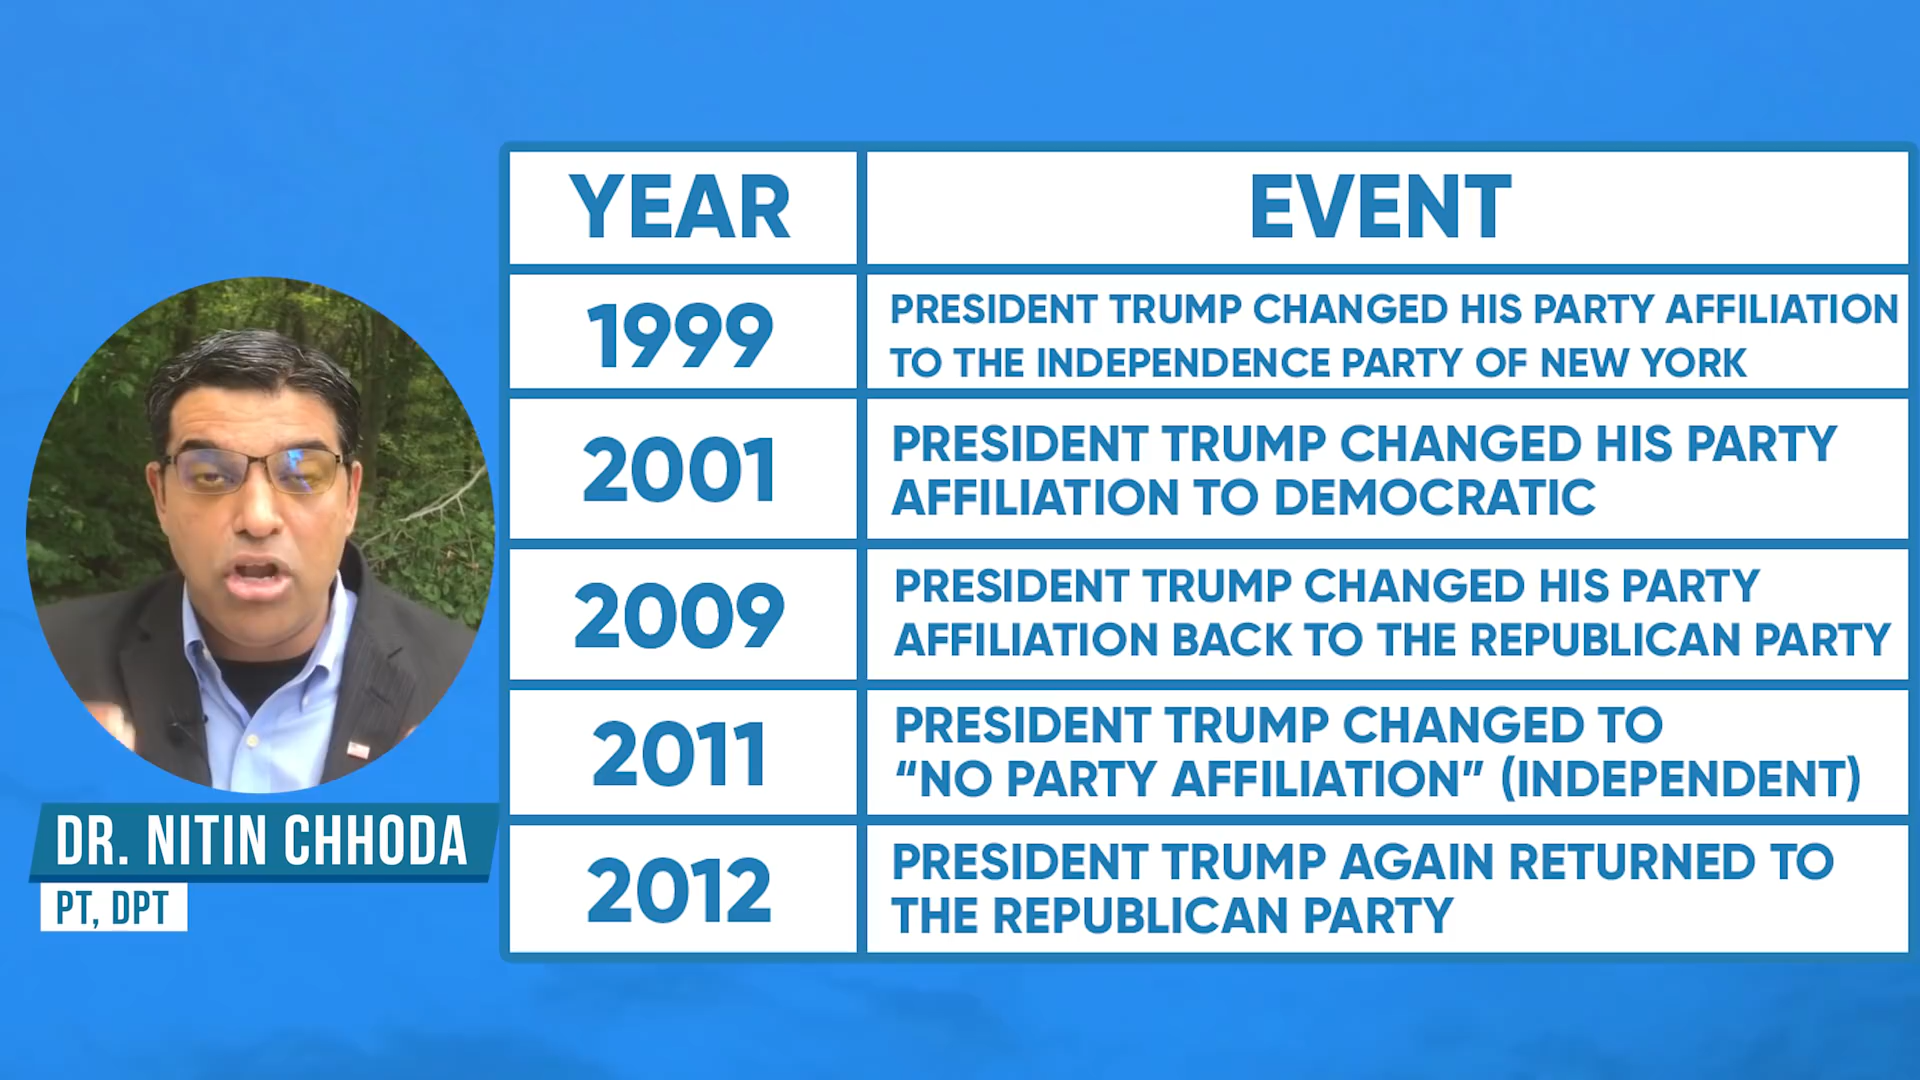 YEAR
EVENT
1999
PRESIDENT TRUMP CHANGED HIS PARTY AFFILIATION
TO THE INDEPENDENCE PARTY OF NEW YORK
2001
PRESIDENT TRUMP CHANGED HIS PARTY
AFFILIATION TO DEMOCRATIC
2009
PRESIDENT TRUMP CHANGED HIS PARTY
AFFILIATION BACK TO THE REPUBLICAN PARTY
2011
PRESIDENT TRUMP CHANGED TO
“NO PARTY AFFILIATION” (INDEPENDENT)
2012
PRESIDENT TRUMP AGAIN RETURNED TO
THE REPUBLICAN PARTY
DR. NITIN CHHODA
PT, DPT